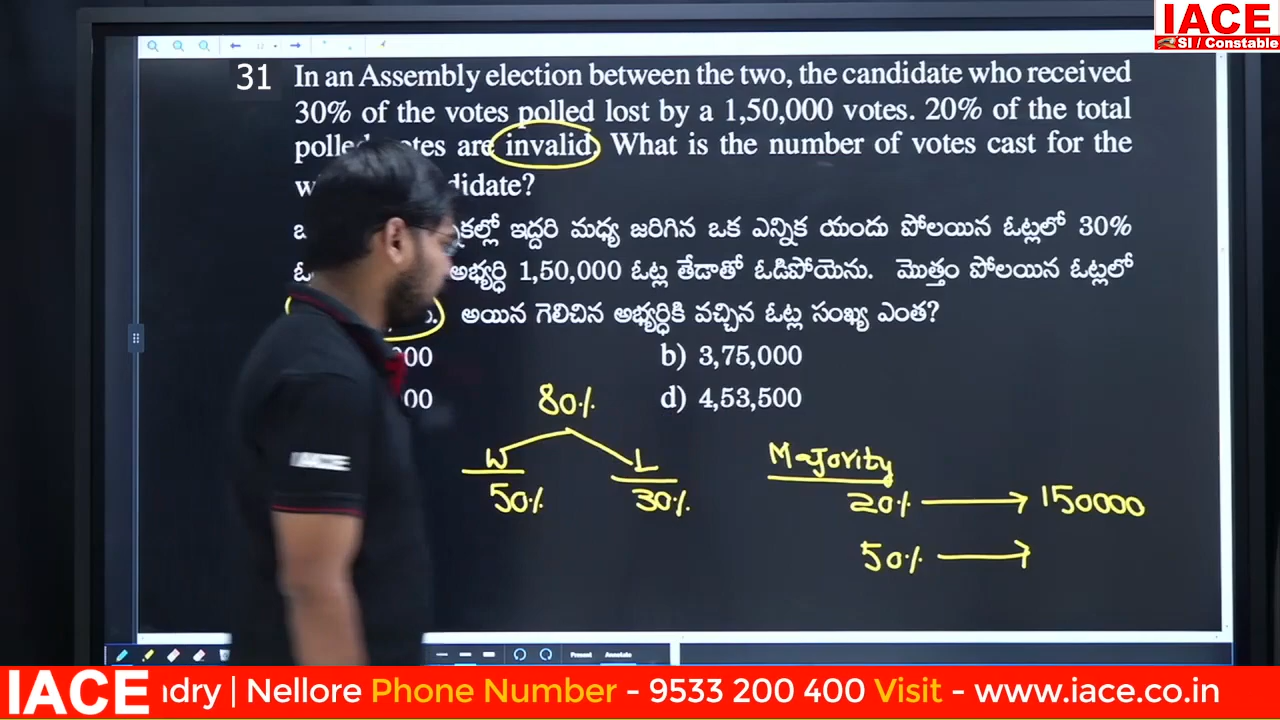 IACE
SI / Constable
31 In an Assembly election between the two, the candidate who received
30% of the votes polled lost by a 1,50,000 votes. 20% of the total
are invalid. What is the number of votes cast for the
ఇద్దరి మధ్య జరిగిన ఒక ఎన్నిక యందు పోలయిన ఓట్లలో 30%
అభ్యర్ధి 1,50,000 ఓట్ల తేడాతో ఓడిపోయెను. మొత్తం పోలయిన ఓట్లలో
అయిన గెలిచిన అభ్యర్ధికి వచ్చిన ఓట్ల సంఖ్య ఎంత?
b) 3,75,000
d) 4,53,500
80%
W L
50% 30%
Majority
20% → 150000
50% →
IACE
Present Annotate
IACE | Nellore Phone Number - 9533 200 400 Visit - www.iace.co.in